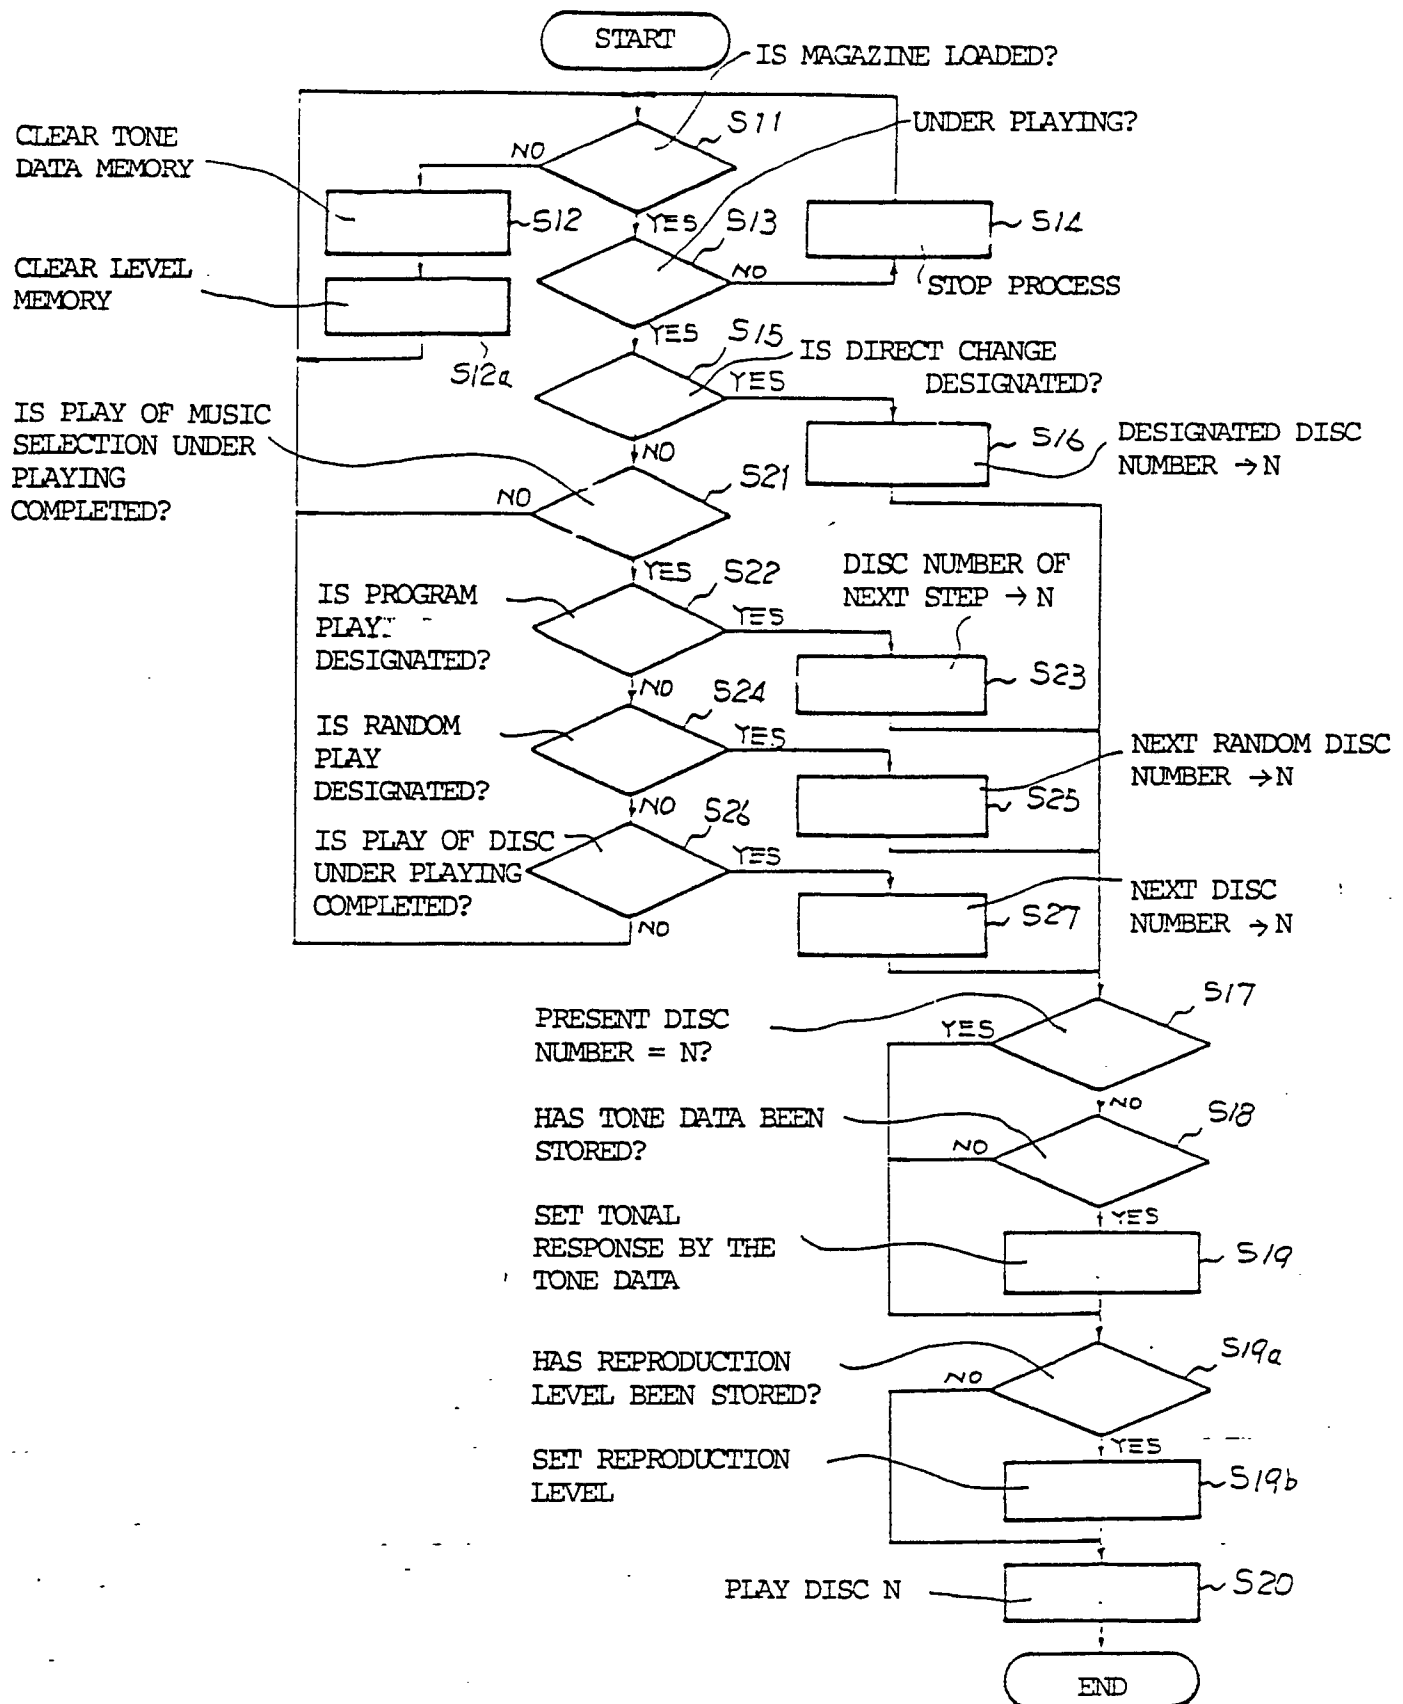 START
IS MAGAZINE LOADED?
S11
UNDER PLAYING?
CLEAR TONE
DATA MEMORY
NO
S12
YES
S13
S14
CLEAR LEVEL
MEMORY
NO
STOP PROCESS
YES
S15
S12a
IS DIRECT CHANGE
DESIGNATED?
YES
IS PLAY OF MUSIC
SELECTION UNDER
PLAYING
COMPLETED?
NO
S16
DESIGNATED DISC
NUMBER → N
S21
NO
YES
S22
DISC NUMBER OF
NEXT STEP → N
IS PROGRAM
PLAY
DESIGNATED?
YES
S23
NO
S24
IS RANDOM
PLAY
DESIGNATED?
YES
NEXT RANDOM DISC
NUMBER → N
S25
NO
S26
IS PLAY OF DISC
UNDER PLAYING
COMPLETED?
YES
NEXT DISC
NUMBER → N
S27
NO
S17
PRESENT DISC
NUMBER = N?
YES
NO
S18
HAS TONE DATA BEEN
STORED?
NO
YES
SET TONAL
RESPONSE BY THE
TONE DATA
S19
S19a
HAS REPRODUCTION
LEVEL BEEN STORED?
NO
YES
SET REPRODUCTION
LEVEL
S19b
PLAY DISC N
S20
END